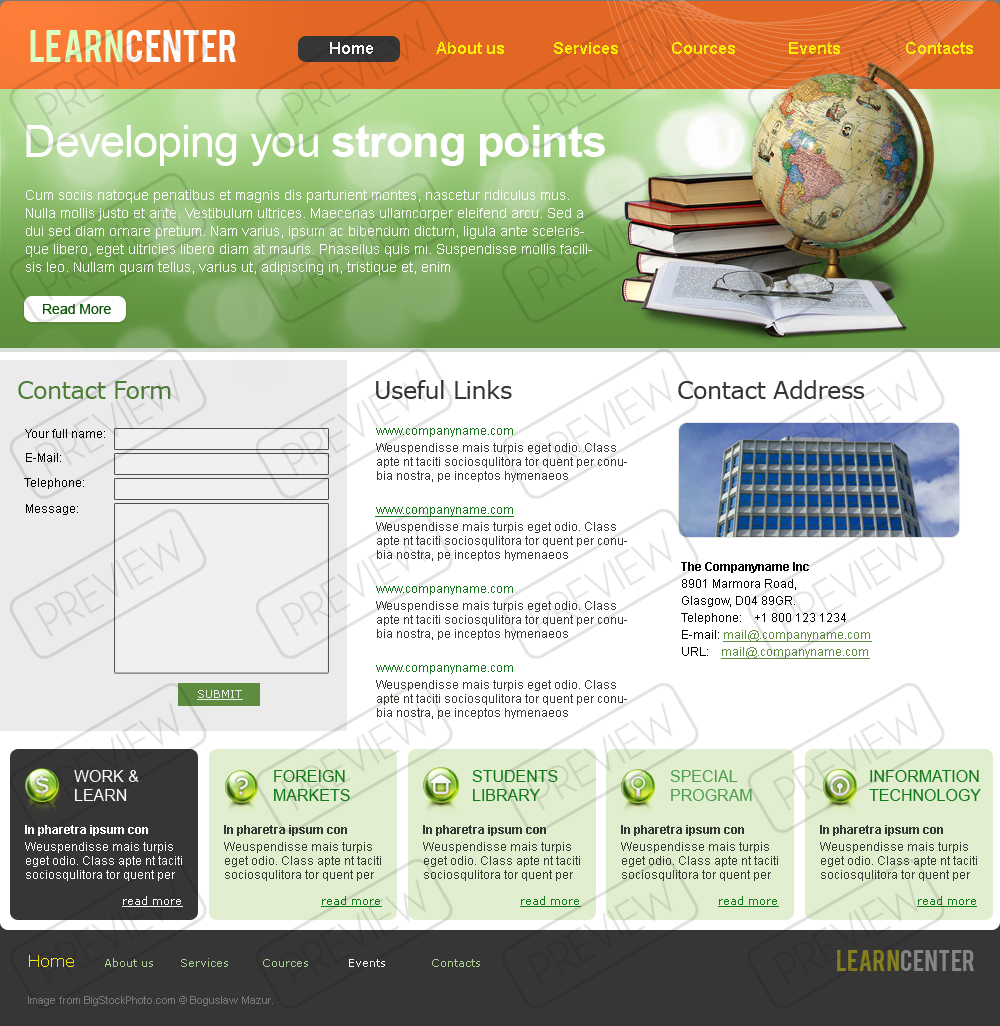 LEARNCENTER
Home About us Services Cources Events Contacts
Developing you strong points
Cum sociis natoque penatibus et magnis dis parturient montes, nascetur ridiculus mus.
Nulla mollis justo et ante. Vestibulum ultrices. Maecenas ullamcorper eleifend arcu. Sed a
dui sed diam ornare pretium. Nam varius, ipsum ac bibendum dictum, ligula ante sceleris-
que libero, eget ultricies libero diam at mauris. Phasellus quis mi. Suspendisse mollis facili-
sis leo. Nullam quam tellus, varius ut, adipiscing in, tristique et, enim
Read More
Contact Form
Your full name:
E-Mail:
Telephone:
Message:
SUBMIT
Useful Links
www.companyname.com
Weuspendisse mais turpis eget odio. Class
apte nt taciti sociosqulitora tor quent per conu-
bia nostra, pe inceptos hymenaeos
www.companyname.com
Weuspendisse mais turpis eget odio. Class
apte nt taciti sociosqulitora tor quent per conu-
bia nostra, pe inceptos hymenaeos
www.companyname.com
Weuspendisse mais turpis eget odio. Class
apte nt taciti sociosqulitora tor quent per conu-
bia nostra, pe inceptos hymenaeos
www.companyname.com
Weuspendisse mais turpis eget odio. Class
apte nt taciti sociosqulitora tor quent per conu-
bia nostra, pe inceptos hymenaeos
Contact Address
The Companyname Inc
8901 Marmora Road,
Glasgow, D04 89GR.
Telephone: +1 800 123 1234
E-mail: mail@.companyname.com
URL: mail@.companyname.com
WORK &
LEARN
In pharetra ipsum con
Weuspendisse mais turpis
eget odio. Class apte nt taciti
sociosqulitora tor quent per
read more
FOREIGN
MARKETS
In pharetra ipsum con
Weuspendisse mais turpis
eget odio. Class apte nt taciti
sociosqulitora tor quent per
read more
STUDENTS
LIBRARY
In pharetra ipsum con
Weuspendisse mais turpis
eget odio. Class apte nt taciti
sociosqulitora tor quent per
read more
SPECIAL
PROGRAM
In pharetra ipsum con
Weuspendisse mais turpis
eget odio. Class apte nt taciti
sociosqulitora tor quent per
read more
INFORMATION
TECHNOLOGY
In pharetra ipsum con
Weuspendisse mais turpis
eget odio. Class apte nt taciti
sociosqulitora tor quent per
read more
Home About us Services Cources Events Contacts
LEARNCENTER
Image from BigStockPhoto.com © Boguslaw Mazur.
PREVIEW